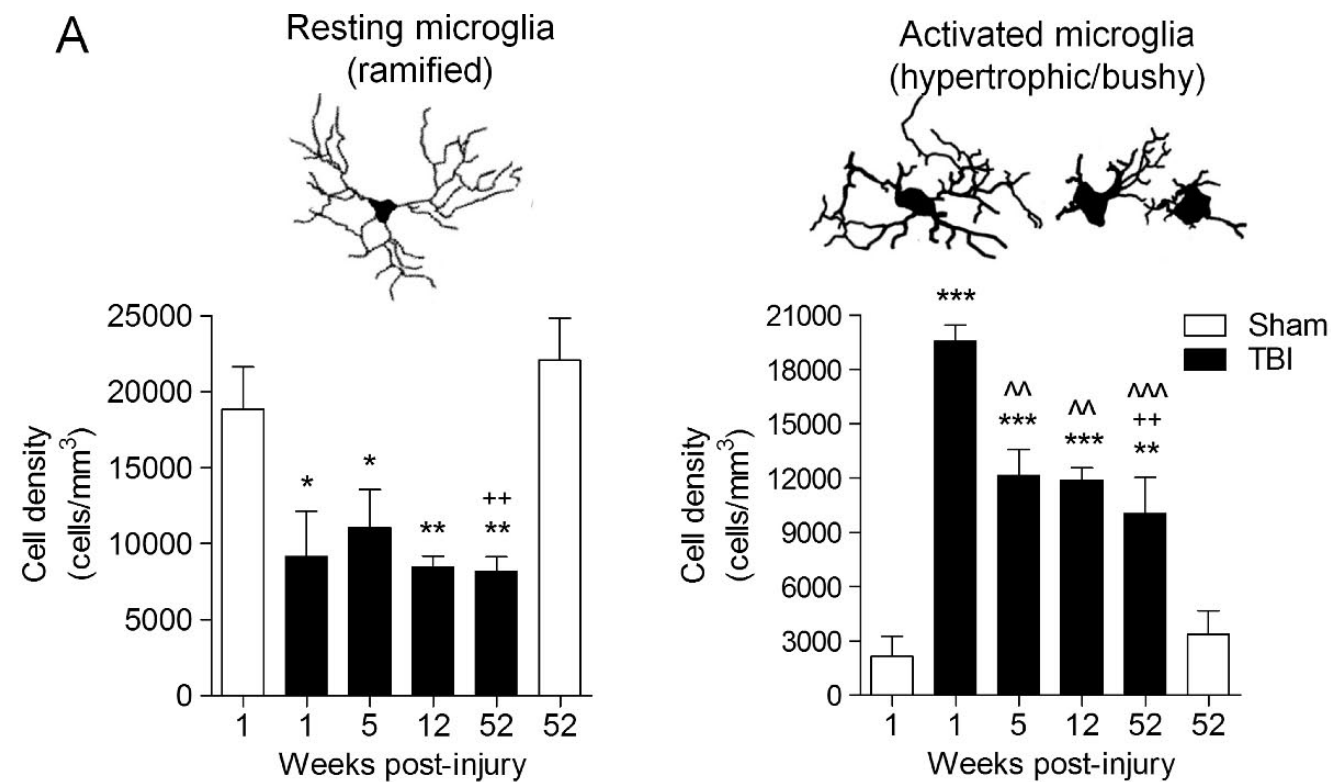 A
Resting microglia
(ramified)
Activated microglia
(hypertrophic/bushy)
Cell density
(cells/mm³)
25000
20000
15000
10000
5000
0
*
*
**
++
**
1 1 5 12 52 52
Weeks post-injury
Cell density
(cells/mm³)
21000
18000
15000
12000
9000
6000
3000
0
***
^^
***
^^
***
^^^
++
**
1 1 5 12 52 52
Weeks post-injury
Sham
TBI